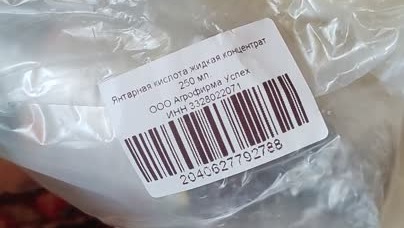 Янтарная кислота жидкая концентрат
250 мл.
ООО Агрофирма Успех
ИНН 3328022071
2040627792788